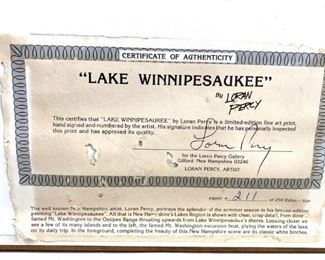 CERTIFICATE OF AUTHENTICITY
"LAKE WINNIPESAUKEE"
By LORAN PERCY
This certifies that "LAKE WINNIPESAUKEE" by Loran Percy is a limited-edition fine art print,
hand signed and numbered by the artist. His signature indicates that he has personally inspected
this print and has approved its quality.
Loran Percy
for the Loran Percy Gallery
Gilford, New Hampshire 03246
LORAN PERCY, ARTIST
PRINT # 211 of 250 Edition - Size
The well known New Hampshire artist, Loran Percy, portrays the splendor of the summer season in his limited edition
painting "Lake Winnipesaukee". All that is New Hampshire's Lakes Region is shown with clear, crisp detail. From
famed Mt. Washington to the Ossipee Range thrusting upwards from Lake Winnipesaukee's shores. Looking closer we
see a few of its many islands and to the left, the famed Mt. Washington excursion boat, plying the waters of the
on its daily trip. In the foreground, completing the beauty of this New Hampshire scene are classic white birches.